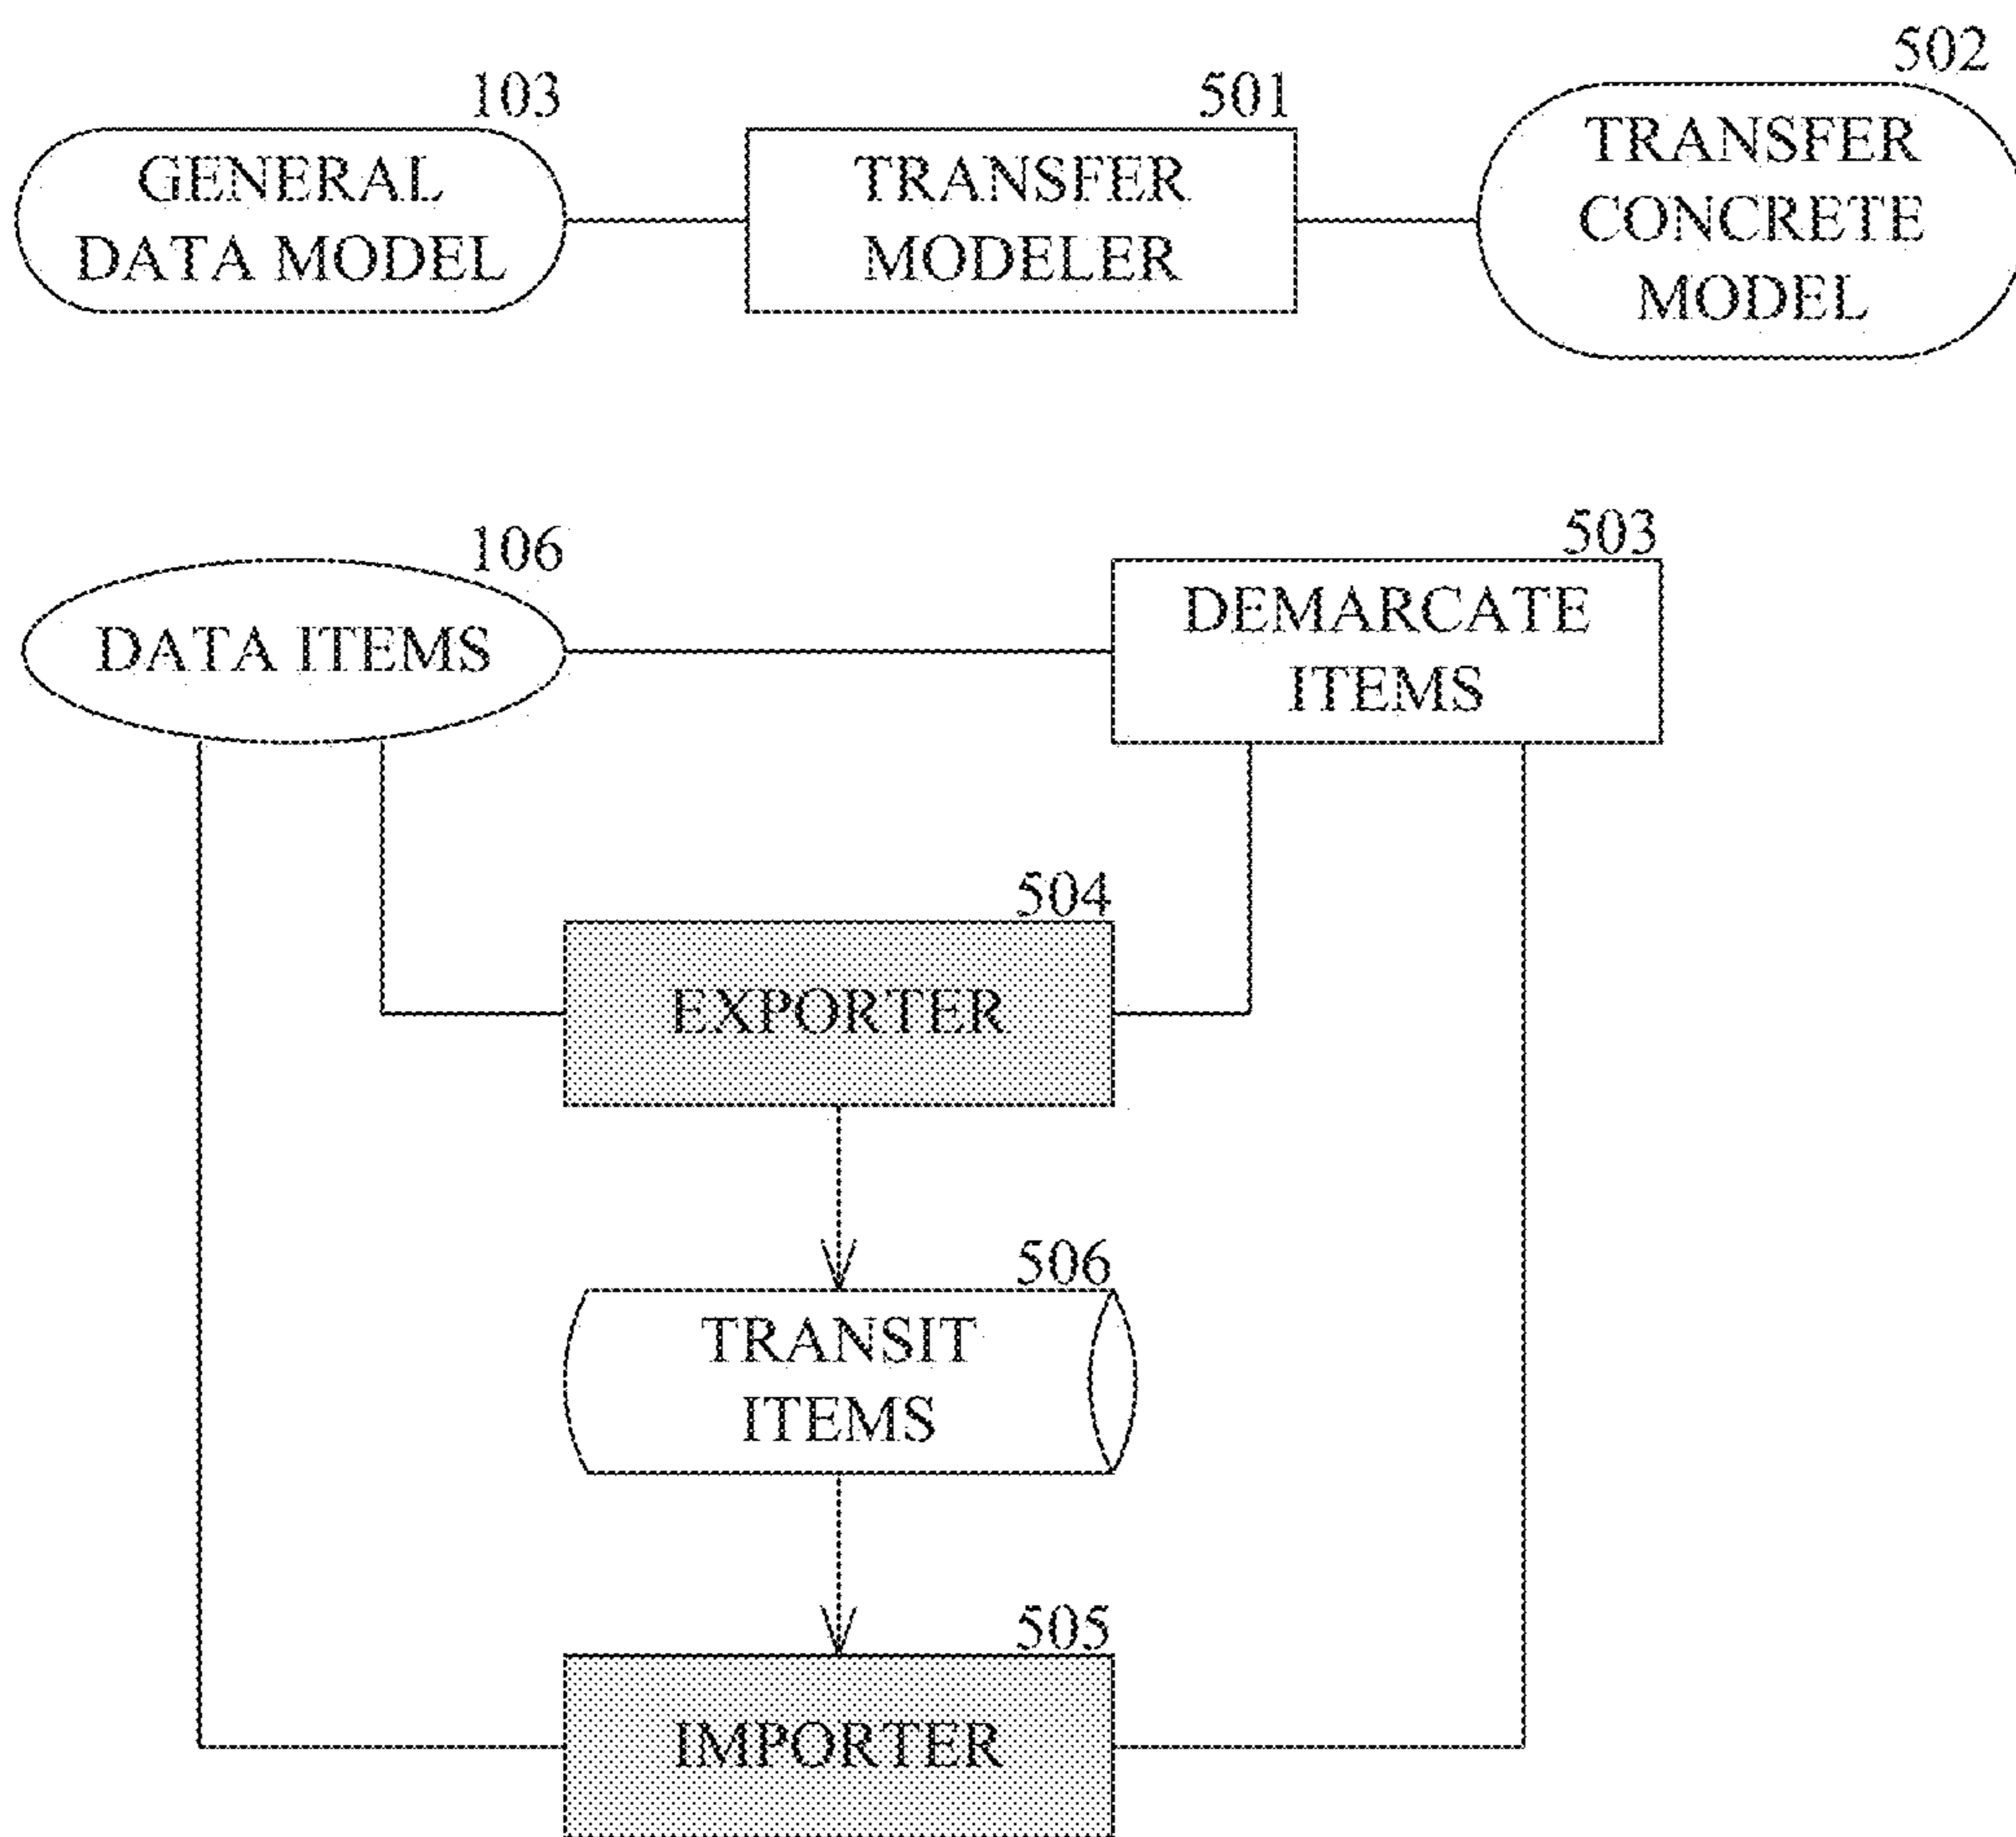 103
GENERAL
DATA MODEL
501
TRANSFER
MODELER
502
TRANSFER
CONCRETE
MODEL
106
DATA ITEMS
503
DEMARCATE
ITEMS
504
EXPORTER
506
TRANSIT
ITEMS
505
IMPORTER